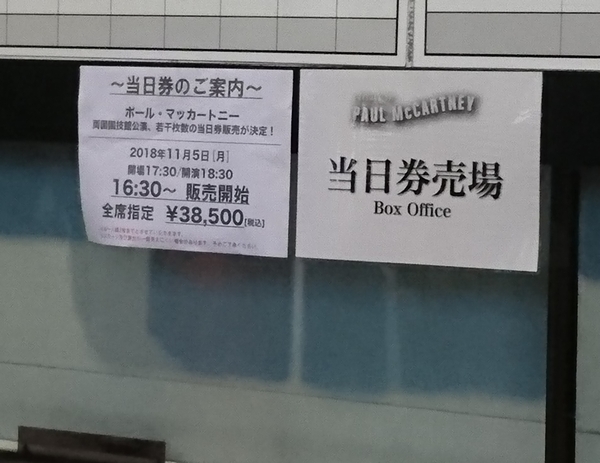 〜当日券のご案内〜
ポール・マッカートニー
両国国技館公演、若干枚数の当日券販売が決定！
2018年11月5日［月］
開場17:30/開演18:30
16:30〜 販売開始
全席指定 ¥38,500［税込］
PAUL McCARTNEY
当日券売場
Box Office